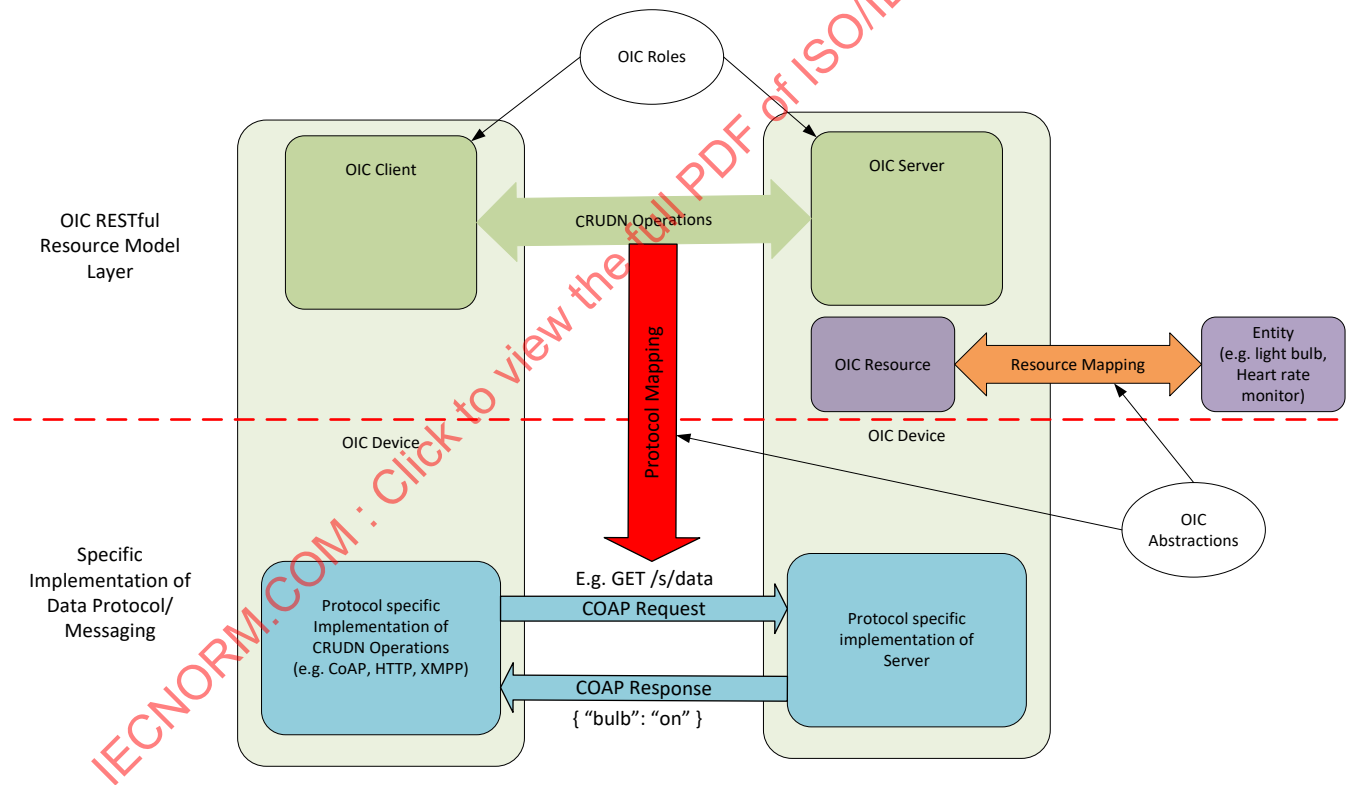 OIC Roles
OIC Client
OIC Server
OIC RESTful
Resource Model
Layer
CRUDN Operations
Protocol Mapping
OIC Resource
Resource Mapping
Entity
(e.g. light bulb,
Heart rate
monitor)
OIC Device
OIC Device
OIC
Abstractions
Specific
Implementation of
Data Protocol/
Messaging
Protocol specific
Implementation of
CRUDN Operations
(e.g. CoAP, HTTP, XMPP)
E.g. GET /s/data
COAP Request
COAP Response
{ “bulb”: “on” }
Protocol specific
implementation of
Server
IECNORM.COM : Click to view the full PDF of ISO/IE